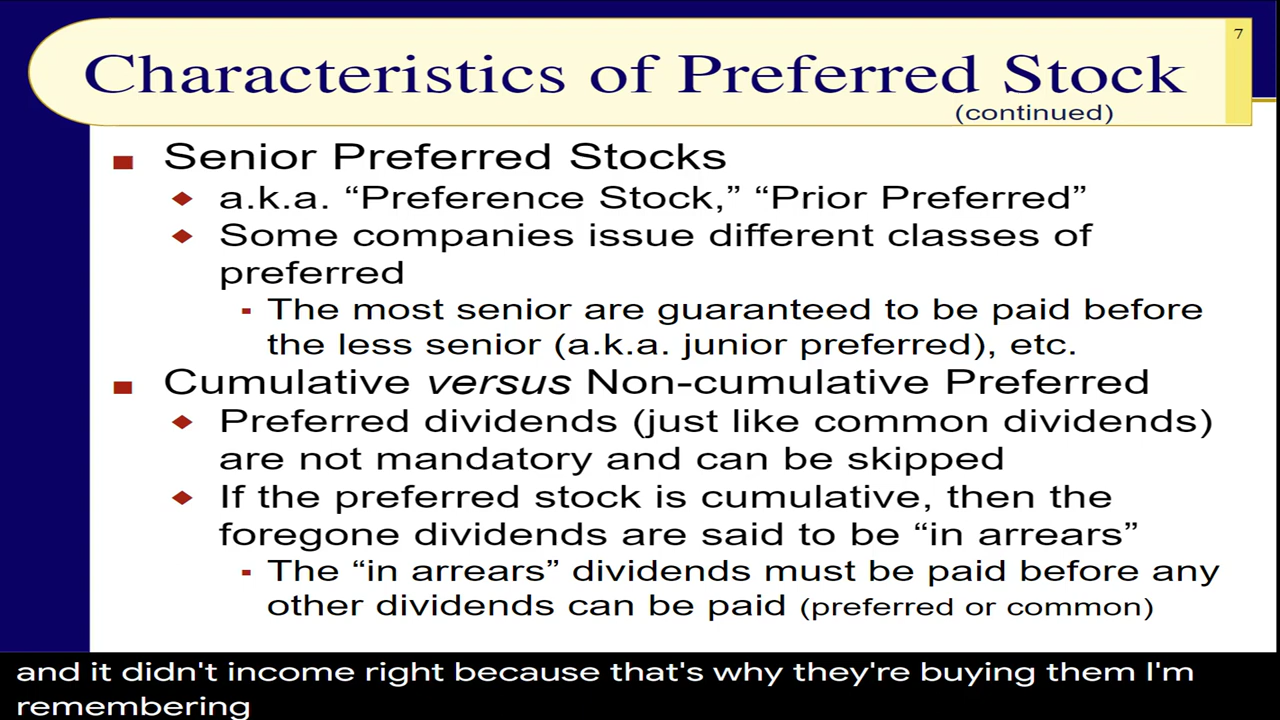 7
Characteristics of Preferred Stock
(continued)
Senior Preferred Stocks
a.k.a. “Preference Stock,” “Prior Preferred”
Some companies issue different classes of
preferred
The most senior are guaranteed to be paid before
the less senior (a.k.a. junior preferred), etc.
Cumulative versus Non-cumulative Preferred
Preferred dividends (just like common dividends)
are not mandatory and can be skipped
If the preferred stock is cumulative, then the
foregone dividends are said to be “in arrears”
The “in arrears” dividends must be paid before any
other dividends can be paid (preferred or common)
and it didn't income right because that's why they're buying them I'm
remembering